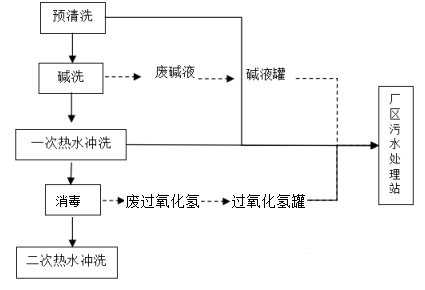 预清洗
碱洗
废碱液
碱液罐
一次热水冲洗
厂区污水处理站
消毒
废过氧化氢
过氧化氢罐
二次热水冲洗